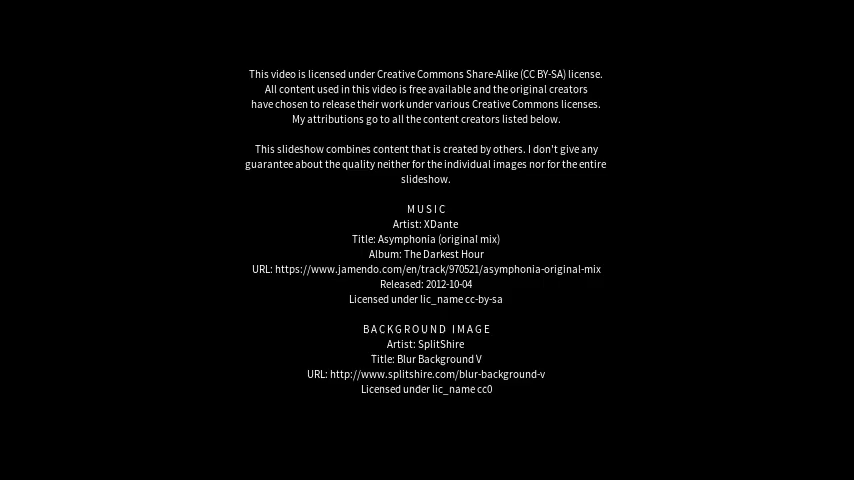 This video is licensed under Creative Commons Share-Alike (CC BY-SA) license.
All content used in this video is free available and the original creators
have chosen to release their work under various Creative Commons licenses.
My attributions go to all the content creators listed below.
This slideshow combines content that is created by others. I don't give any
guarantee about the quality neither for the individual images nor for the entire
slideshow.
MUSIC
Artist: XDante
Title: Asymphonia (original mix)
Album: The Darkest Hour
URL: https://www.jamendo.com/en/track/970521/asymphonia-original-mix
Released: 2012-10-04
Licensed under lic_name cc-by-sa
BACKGROUND IMAGE
Artist: SplitShire
Title: Blur Background V
URL: http://www.splitshire.com/blur-background-v
Licensed under lic_name cc0